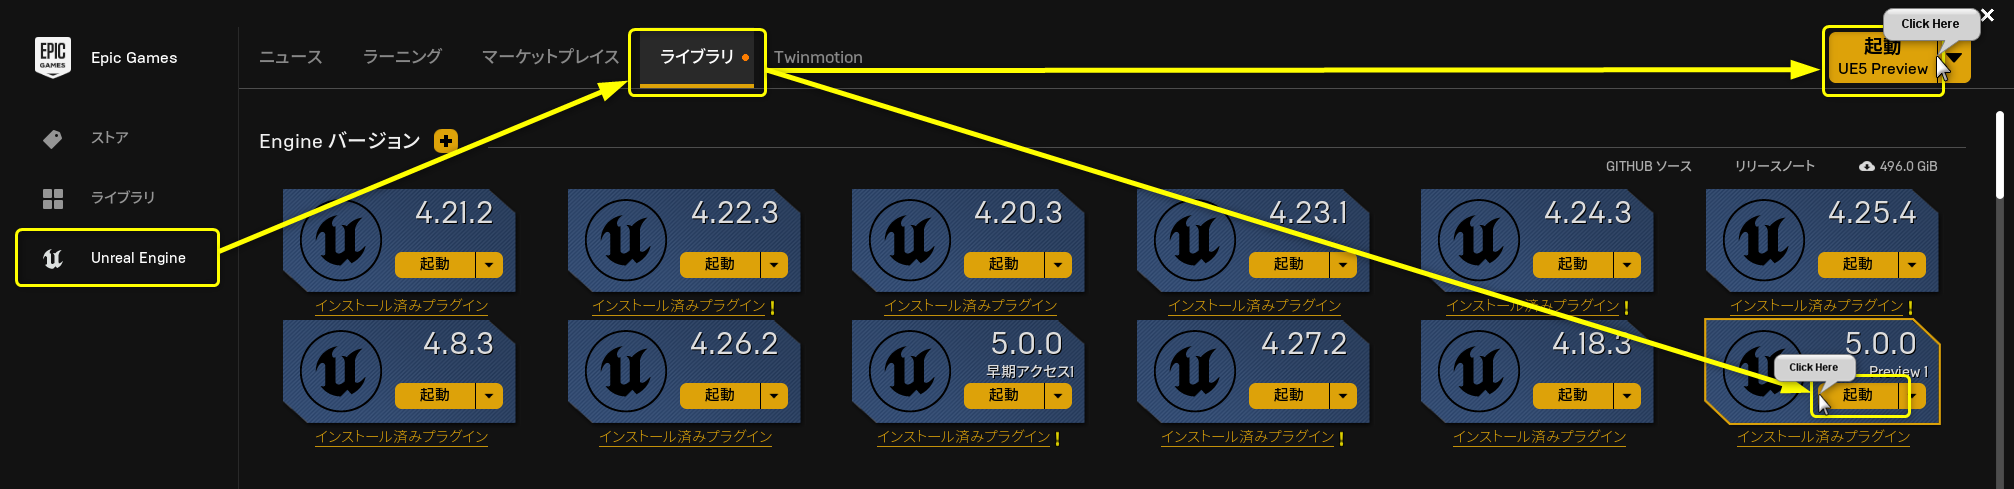 Click Here
EPIC
GAMES
Epic Games
ニュース
ラーニング
マーケットプレイス
ライブラリ
Twinmotion
起動
UE5 Preview
ストア
ライブラリ
Unreal Engine
Engine バージョン
GITHUB ソース
リリースノート
496.0 GiB
4.21.2
起動
インストール済みプラグイン
4.22.3
起動
インストール済みプラグイン !
4.20.3
起動
インストール済みプラグイン
4.23.1
起動
インストール済みプラグイン
4.24.3
起動
インストール済みプラグイン !
4.25.4
起動
インストール済みプラグイン !
4.8.3
起動
インストール済みプラグイン
4.26.2
起動
インストール済みプラグイン
5.0.0
早期アクセス1
起動
インストール済みプラグイン !
4.27.2
起動
インストール済みプラグイン !
4.18.3
起動
インストール済みプラグイン
5.0.0
Preview 1
Click Here
起動
インストール済みプラグイン